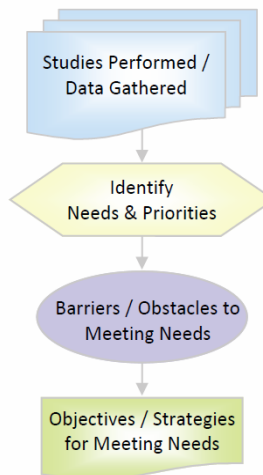 Studies Performed /
Data Gathered
Identify
Needs & Priorities
Barriers / Obstacles to
Meeting Needs
Objectives / Strategies
for Meeting Needs